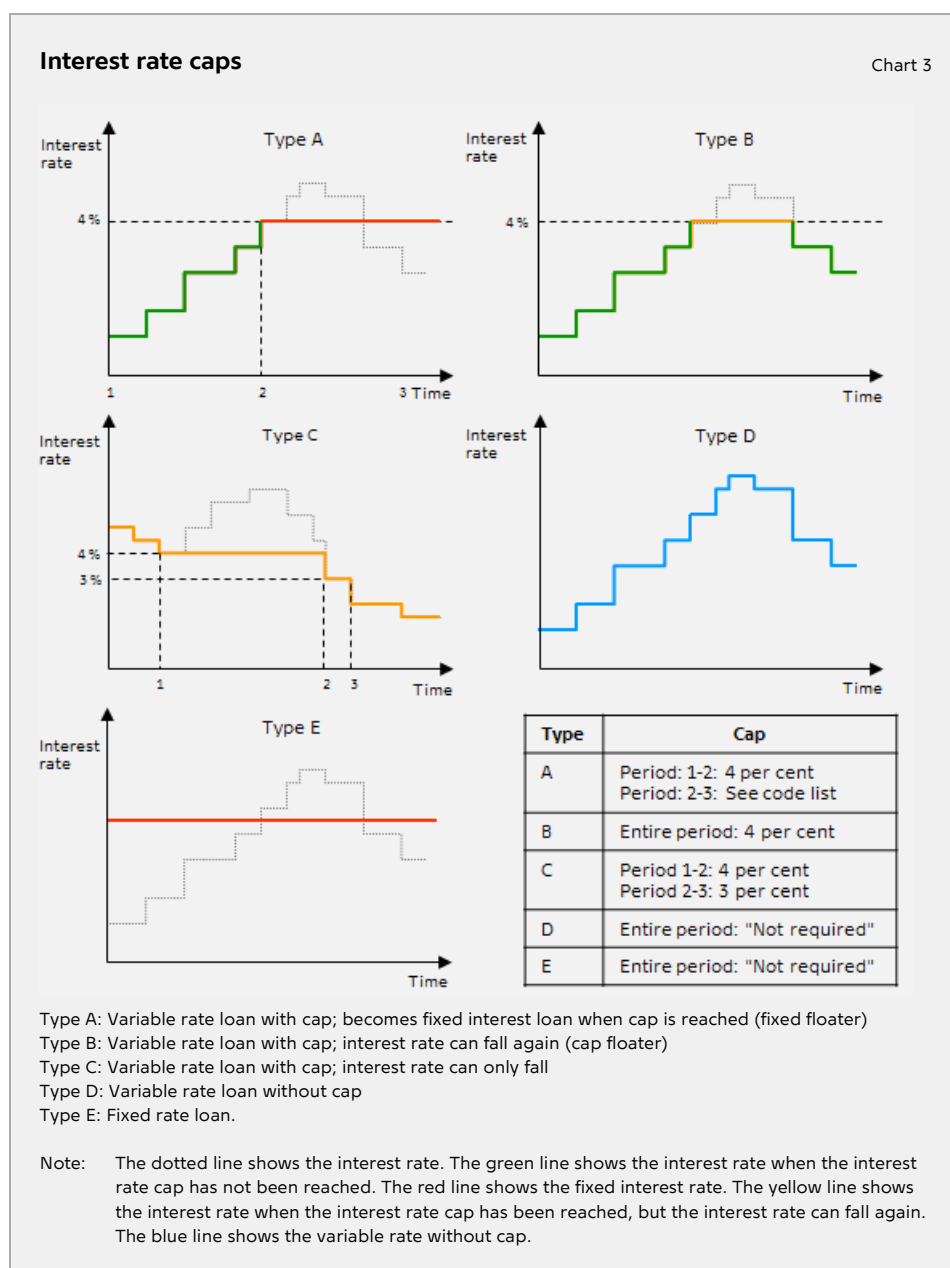 Interest rate caps
Chart 3
Interest
rate
Type A
4 %
1
2
3 Time
Interest
rate
Type B
4 %
Time
Interest
rate
Type C
4 %
3 %
1
2
3
Time
Interest
rate
Type D
Time
Interest
rate
Type E
Time
Type Cap
A Period: 1-2: 4 per cent
Period: 2-3: See code list
B Entire period: 4 per cent
C Period 1-2: 4 per cent
Period 2-3: 3 per cent
D Entire period: "Not required"
E Entire period: "Not required"
Type A: Variable rate loan with cap; becomes fixed interest loan when cap is reached (fixed floater)
Type B: Variable rate loan with cap; interest rate can fall again (cap floater)
Type C: Variable rate loan with cap; interest rate can only fall
Type D: Variable rate loan without cap
Type E: Fixed rate loan.
Note: The dotted line shows the interest rate. The green line shows the interest rate when the interest
rate cap has not been reached. The red line shows the fixed interest rate. The yellow line shows
the interest rate when the interest rate cap has been reached, but the interest rate can fall again.
The blue line shows the variable rate without cap.